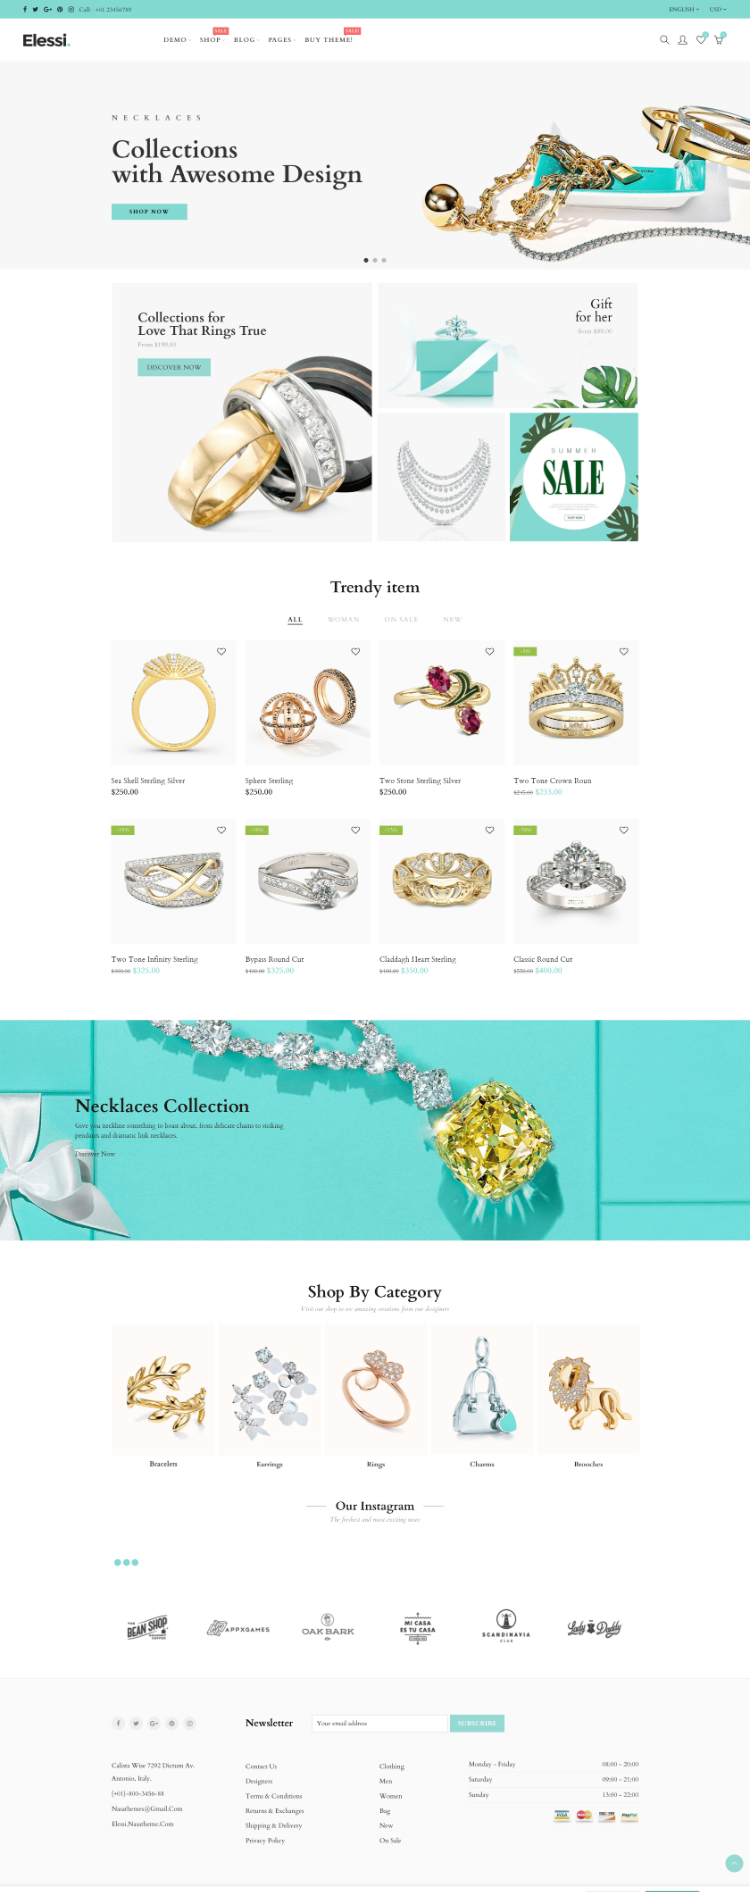 Call: +01 23456789
ENGLISH
USD
Elessi.
DEMO
SHOP
SALE
BLOG
PAGES
BUY THEME!
SALE!
NECKLACES
Collections
with Awesome Design
SHOP NOW
Collections for
Love That Rings True
From $199.00
DISCOVER NOW
Gift
for her
from $99.00
SUMMER
SALE
SHOP NOW
Trendy item
ALL
WOMAN
ON SALE
NEW
Sea Shell Sterling Silver
$250.00
Sphere Sterling
$250.00
Two Stone Sterling Silver
$250.00
-5%
Two Tone Crown Roun
$245.00 $233.00
Two Tone Infinity Sterling
$325.00
Bypass Round Cut
$325.00
Claddagh Heart Sterling
$350.00
Classic Round Cut
$550.00 $400.00
Necklaces Collection
Give you neckline something to boast about, from delicate chains to striking
pendants and dramatic link necklaces.
Discover Now
Shop By Category
Visit our shop to see amazing creations from our designers
Bracelets
Earrings
Rings
Charms
Brooches
Our Instagram
The freshest and most exciting news
THE
BEAN SHOP
COFFEE
APPXGAMES
OAK BARK
MI CASA
ES TU CASA
SCANDINAVIA
CLUB
Lady & Daddy
Newsletter
Your email address
SUBSCRIBE
Calista Wise 7292 Dictum Av.
Antonio, Italy.
(+01)-800-3456-88
Nasathemes@Gmail.Com
Elessi.Nasatheme.Com
Contact Us
Designers
Terms & Conditions
Returns & Exchanges
Shipping & Delivery
Privacy Policy
Clothing
Men
Women
Bag
New
On Sale
Monday - Friday 08:00 - 20:00
Saturday 09:00 - 21:00
Sunday 13:00 - 22:00
VISA
MasterCard
DISCOVER
PayPal